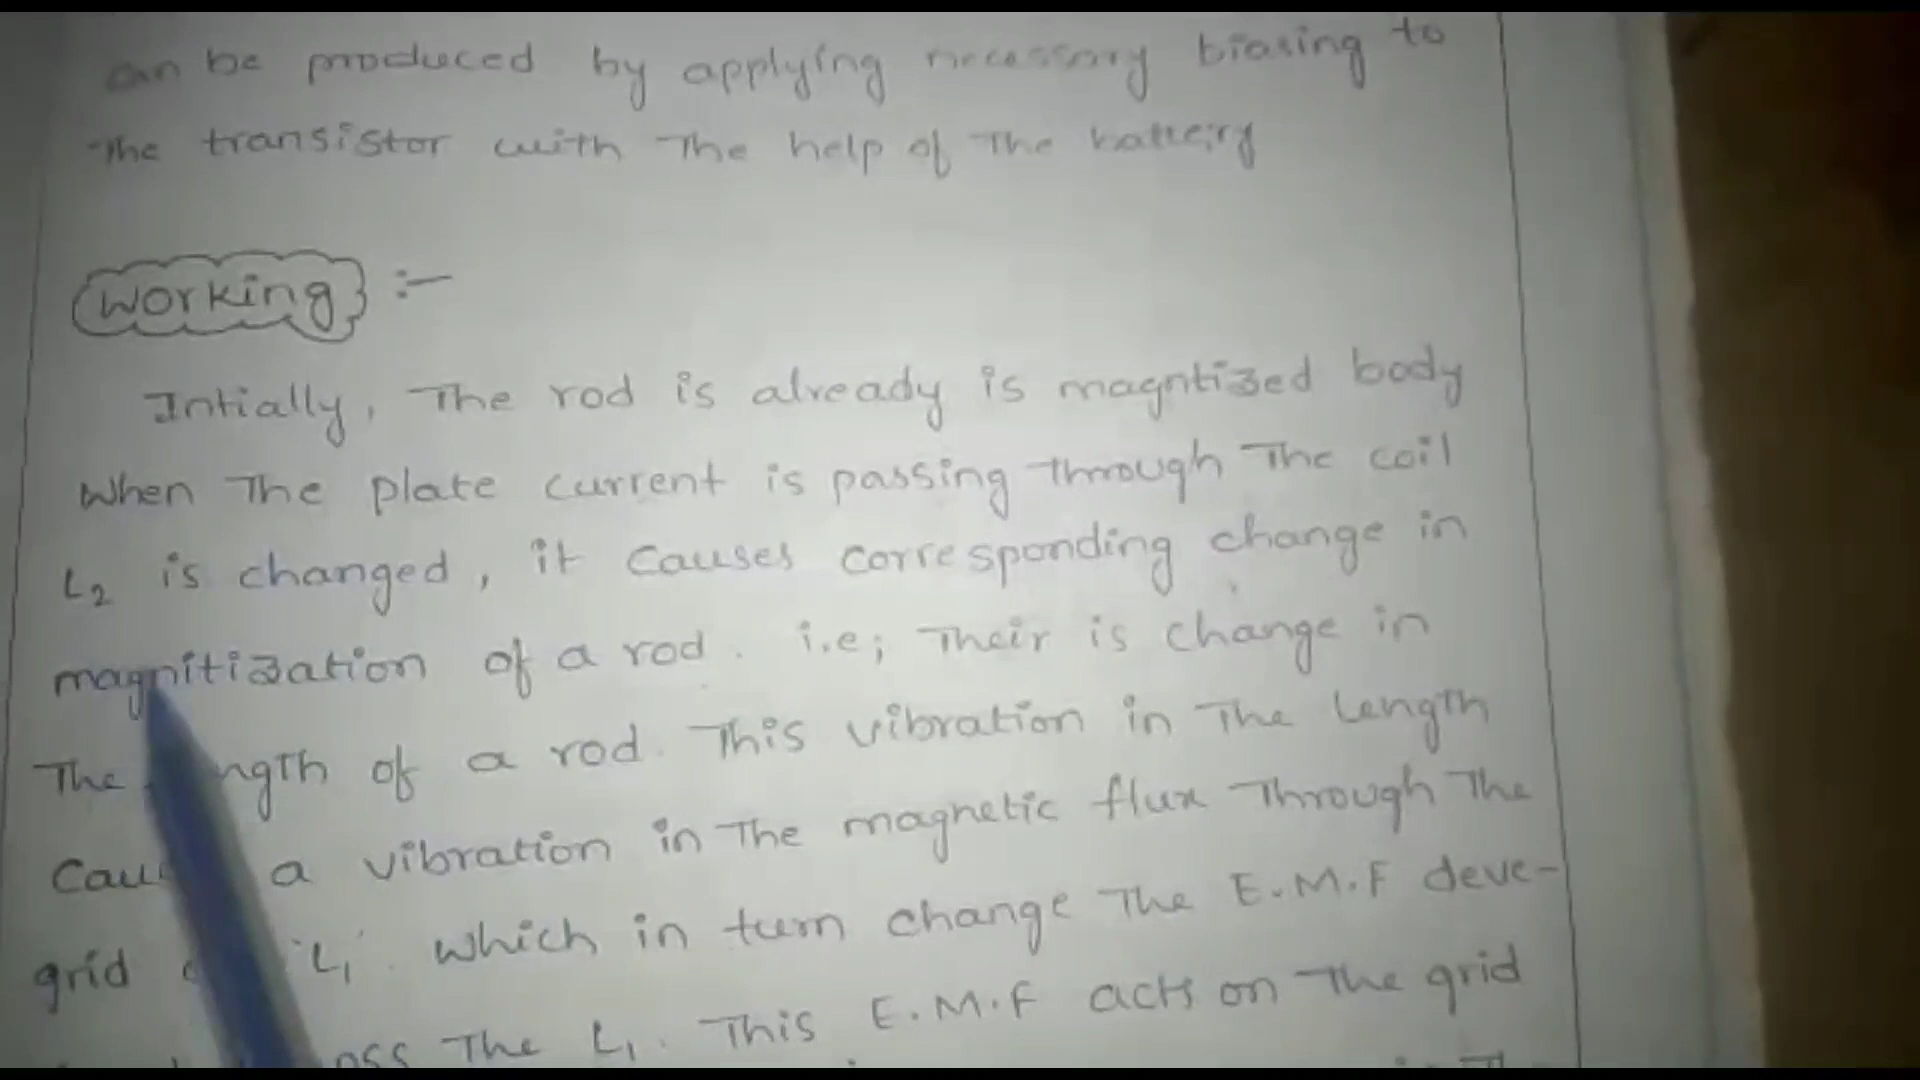 can be produced by applying necessary biasing to
The transistor with The help of The battery
Working :-
Intially, The rod is already is magntized body
When The plate current is passing through The coil
L2 is changed, it causes corresponding change in
magnitization of a rod. i.e; Their is change in
The of a rod. This vibration in The length
a vibration in The magnetic flux Through The
grid 'L1'. which in turn change The E.M.F deve-
The L1. This E.M.F acts on The grid